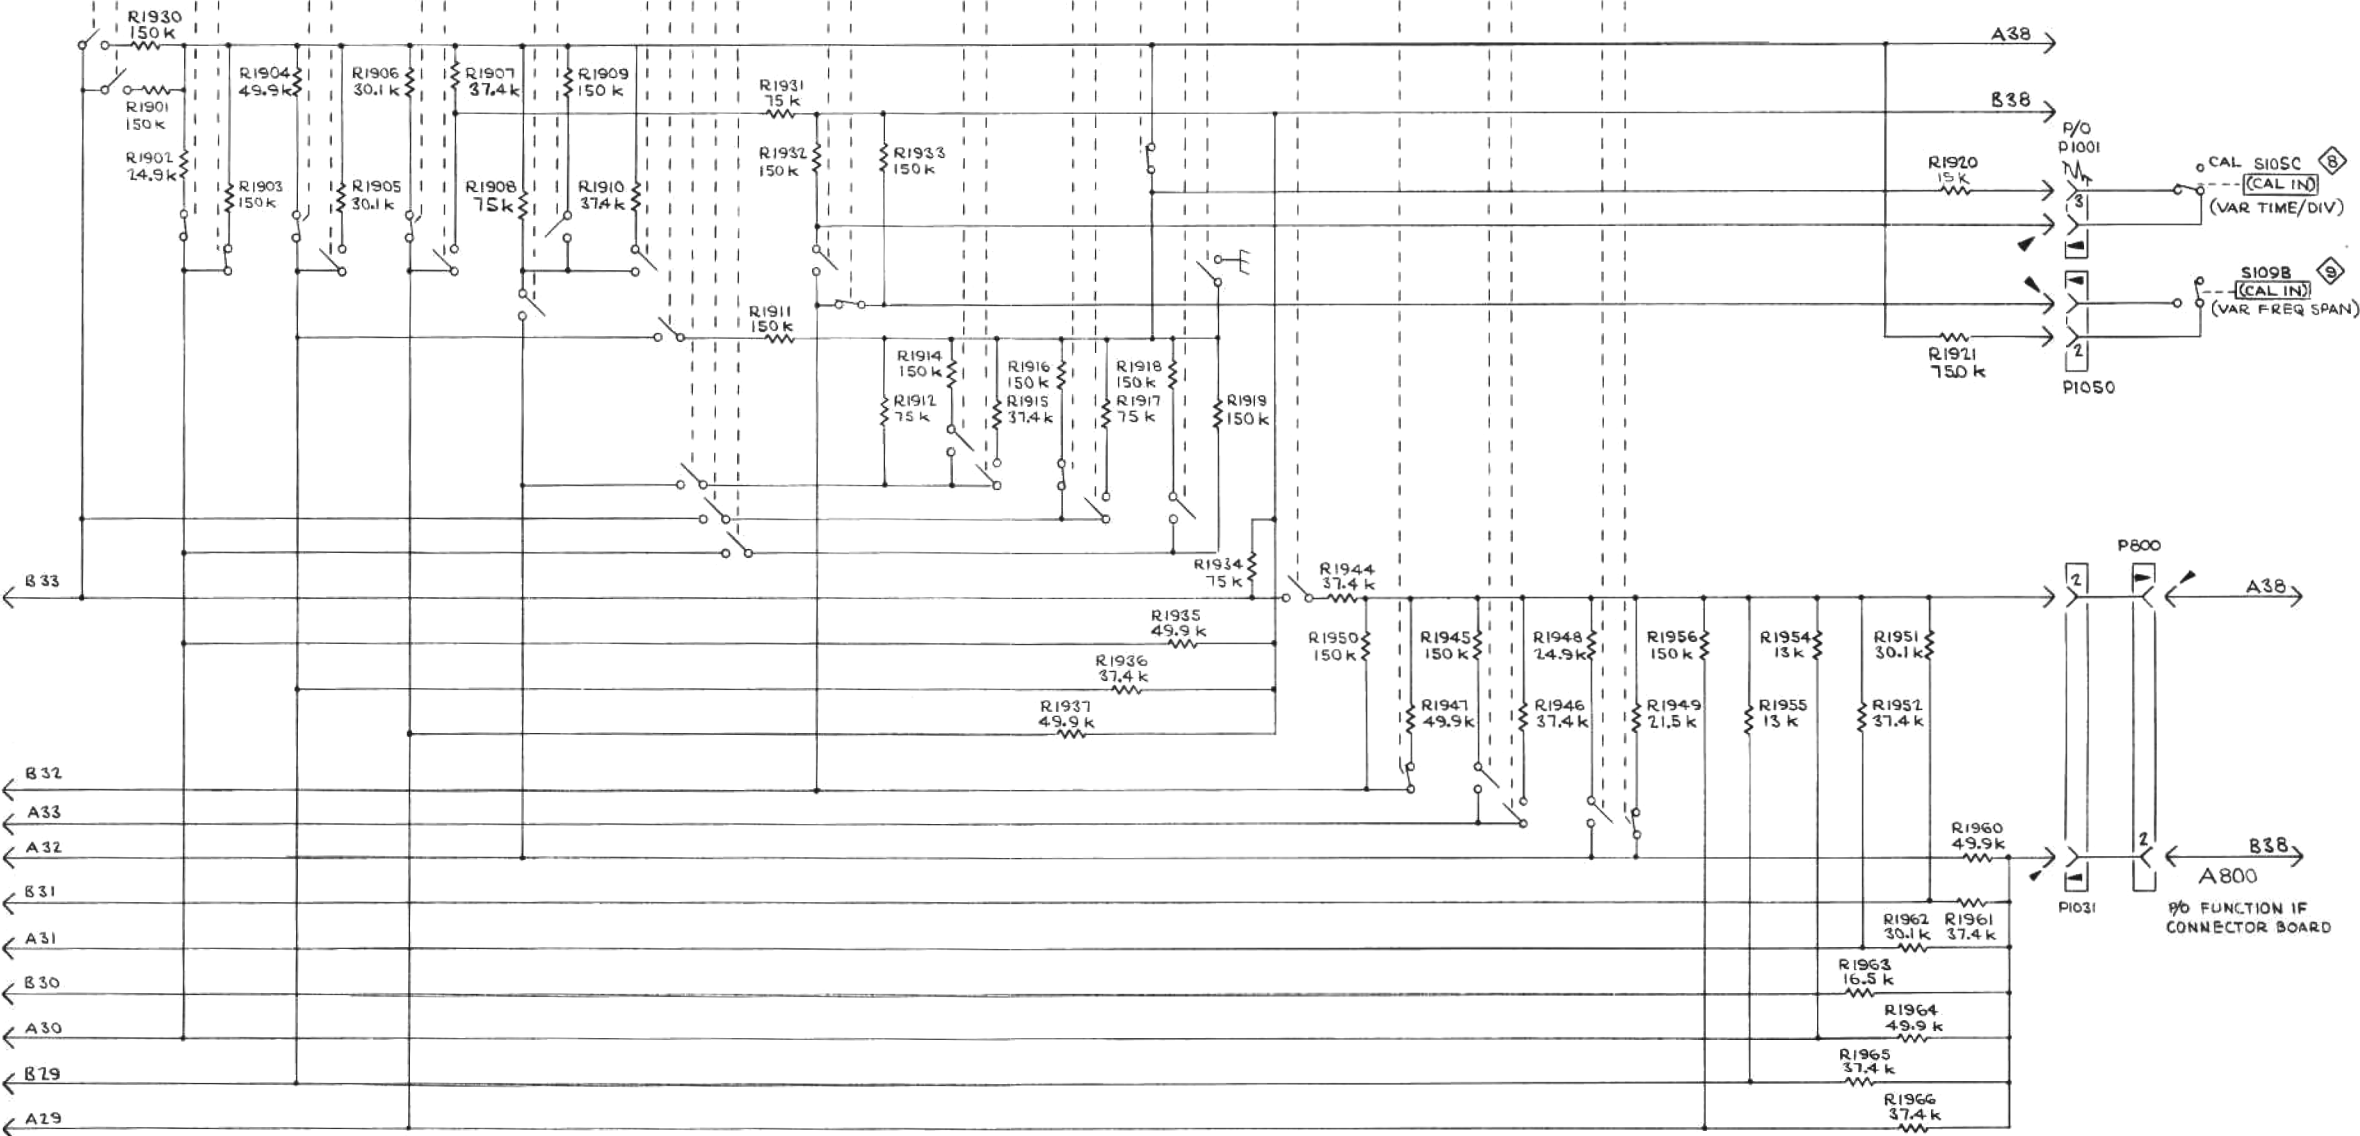 R1930
150 k
A38
R1904
49.9 k
R1906
30.1 k
R1907
37.4 k
R1909
150 k
R1931
75 k
R1901
150 k
B38
P/O
P1001
R1902
24.9 k
R1903
150 k
R1905
30.1 k
R1908
75 k
R1910
37.4 k
R1932
150 k
R1933
150 k
R1920
15 k
3
CAL S105C 8
(CAL IN)
(VAR TIME/DIV)
S109B 9
(CAL IN)
(VAR FREQ SPAN)
R1911
150 k
R1921
750 k
2
P1050
R1914
150 k
R1912
75 k
R1916
150 k
R1915
37.4 k
R1918
150 k
R1917
75 k
R1919
150 k
P800
B33
R1934
75 k
R1944
37.4 k
2
A38
R1935
49.9 k
R1950
150 k
R1945
150 k
R1948
24.9 k
R1956
150 k
R1954
13 k
R1951
30.1 k
R1936
37.4 k
R1937
49.9 k
R1947
49.9 k
R1946
37.4 k
R1949
21.5 k
R1955
13 k
R1952
37.4 k
B32
A33
A32
R1960
49.9 k
2
B38
A800
B31
P1031
P/O FUNCTION IF
CONNECTOR BOARD
A31
R1962
30.1 k
R1961
37.4 k
B30
R1963
16.5 k
A30
R1964
49.9 k
B29
R1965
37.4 k
A29
R1966
37.4 k